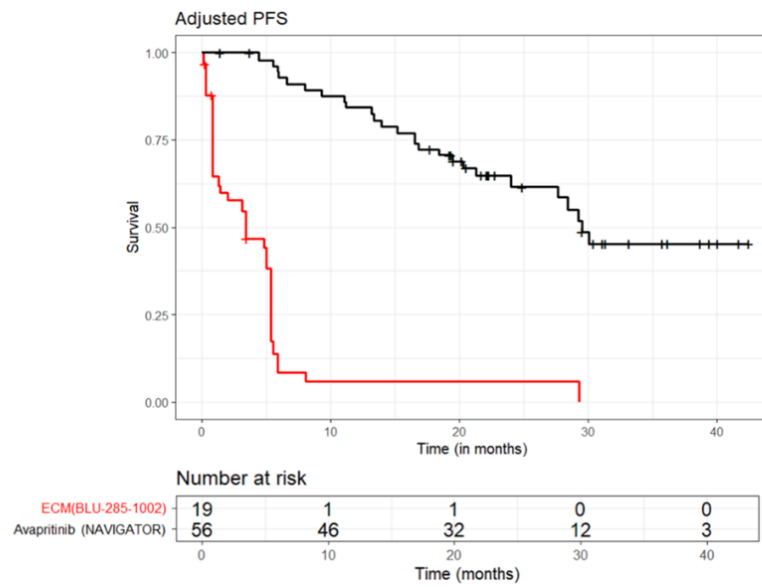 Adjusted PFS
1.00
0.75
0.50
0.25
0.00
Survival
0 10 20 30 40
Time (in months)
Number at risk
ECM(BLU-285-1002) 19 1 1 0 0
Avapritinib (NAVIGATOR) 56 46 32 12 3
0 10 20 30 40
Time (months)